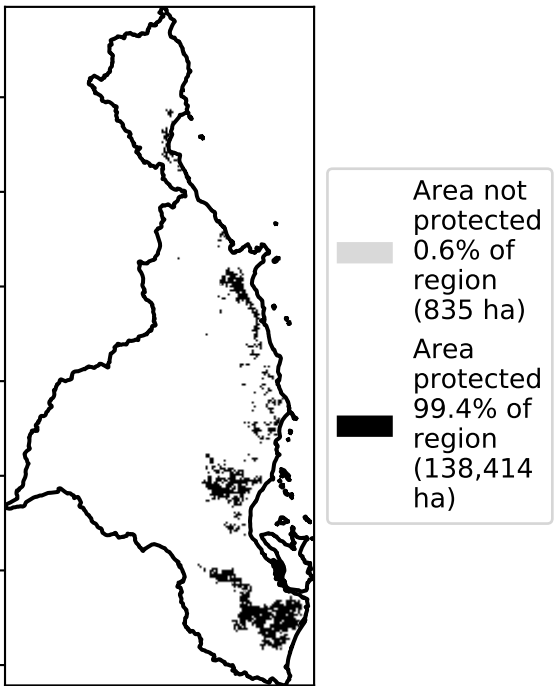 Area not
protected
0.6% of
region
(835 ha)
Area
protected
99.4% of
region
(138,414
ha)